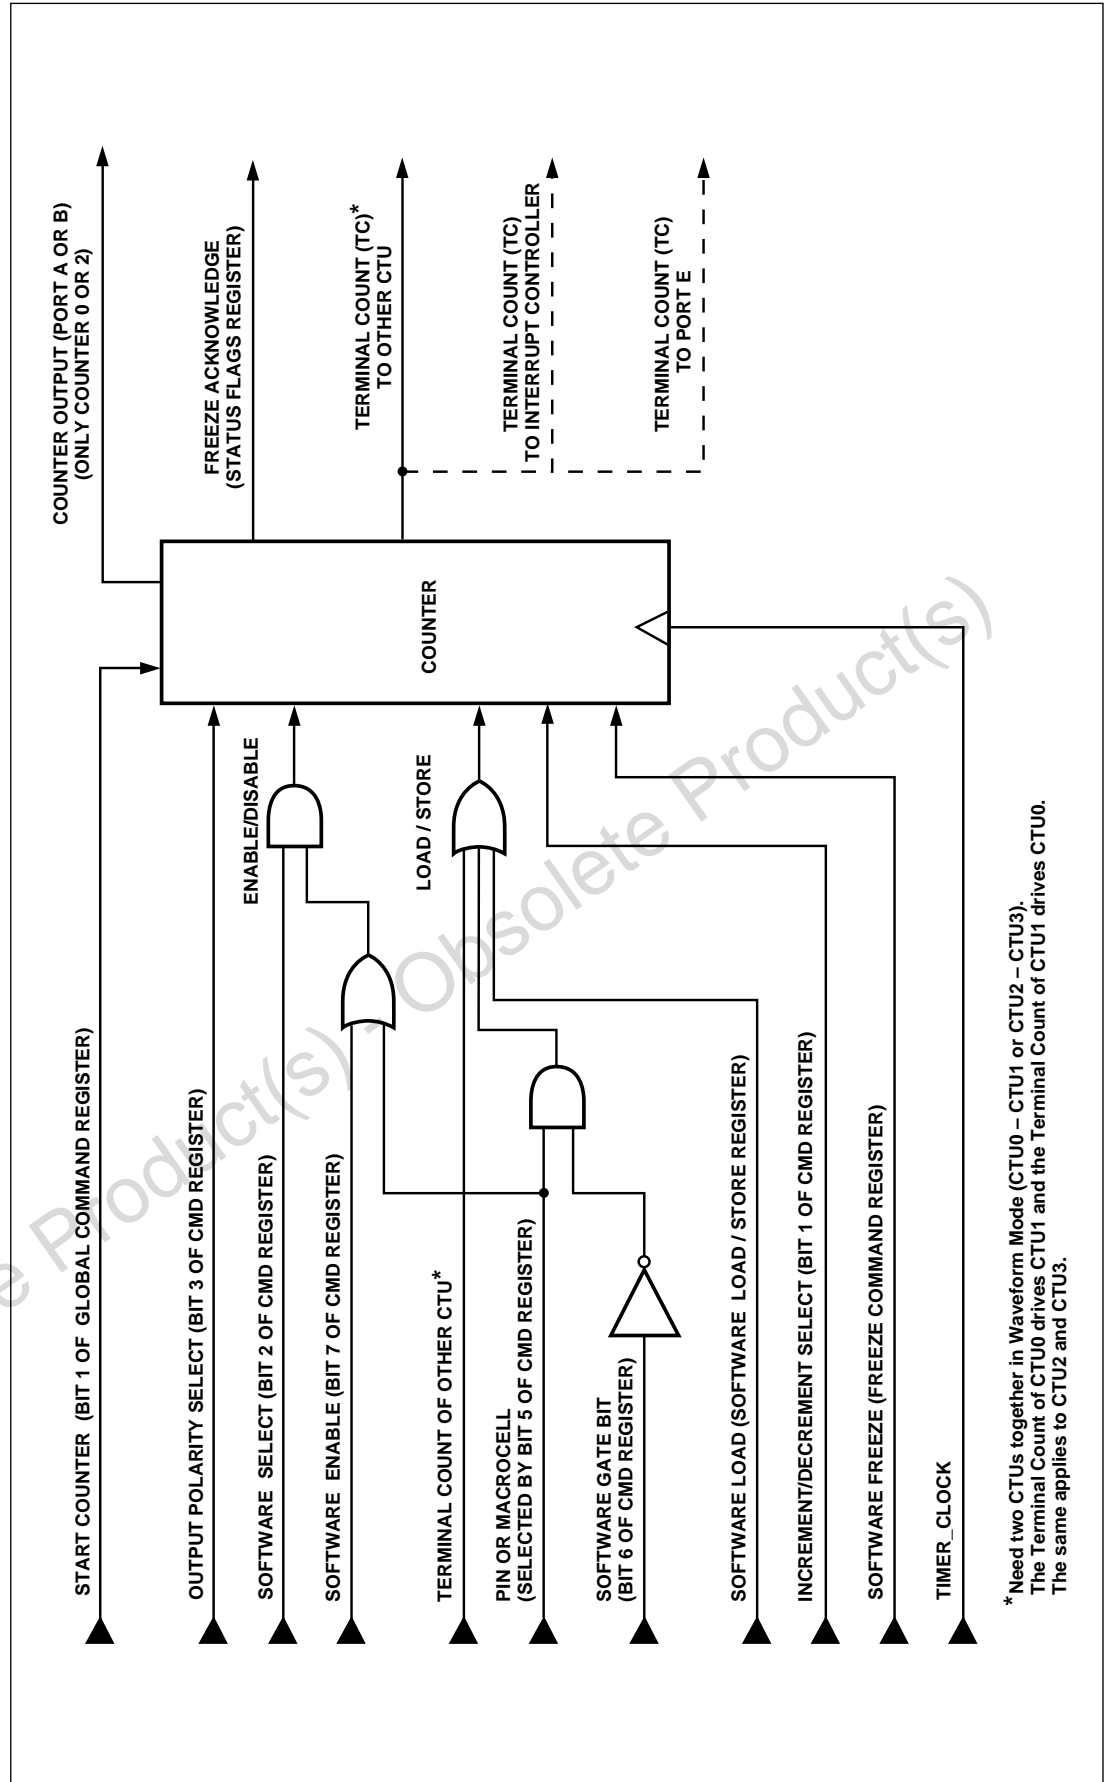 START COUNTER (BIT 1 OF GLOBAL COMMAND REGISTER)
OUTPUT POLARITY SELECT (BIT 3 OF CMD REGISTER)
SOFTWARE SELECT (BIT 2 OF CMD REGISTER)
SOFTWARE ENABLE (BIT 7 OF CMD REGISTER)
TERMINAL COUNT OF OTHER CTU*
PIN OR MACROCELL
(SELECTED BY BIT 5 OF CMD REGISTER)
SOFTWARE GATE BIT
(BIT 6 OF CMD REGISTER)
SOFTWARE LOAD (SOFTWARE LOAD / STORE REGISTER)
INCREMENT/DECREMENT SELECT (BIT 1 OF CMD REGISTER)
SOFTWARE FREEZE (FREEZE COMMAND REGISTER)
TIMER_CLOCK
ENABLE/DISABLE
LOAD / STORE
COUNTER
COUNTER OUTPUT (PORT A OR B)
(ONLY COUNTER 0 OR 2)
FREEZE ACKNOWLEDGE
(STATUS FLAGS REGISTER)
TERMINAL COUNT (TC)*
TO OTHER CTU
TERMINAL COUNT (TC)
TO INTERRUPT CONTROLLER
TERMINAL COUNT (TC)
TO PORT E
*Need two CTUs together in Waveform Mode (CTU0 – CTU1 or CTU2 – CTU3).
The Terminal Count of CTU0 drives CTU1 and the Terminal Count of CTU1 drives CTU0.
The same applies to CTU2 and CTU3.
e Product(s) - Obsolete Product(s)